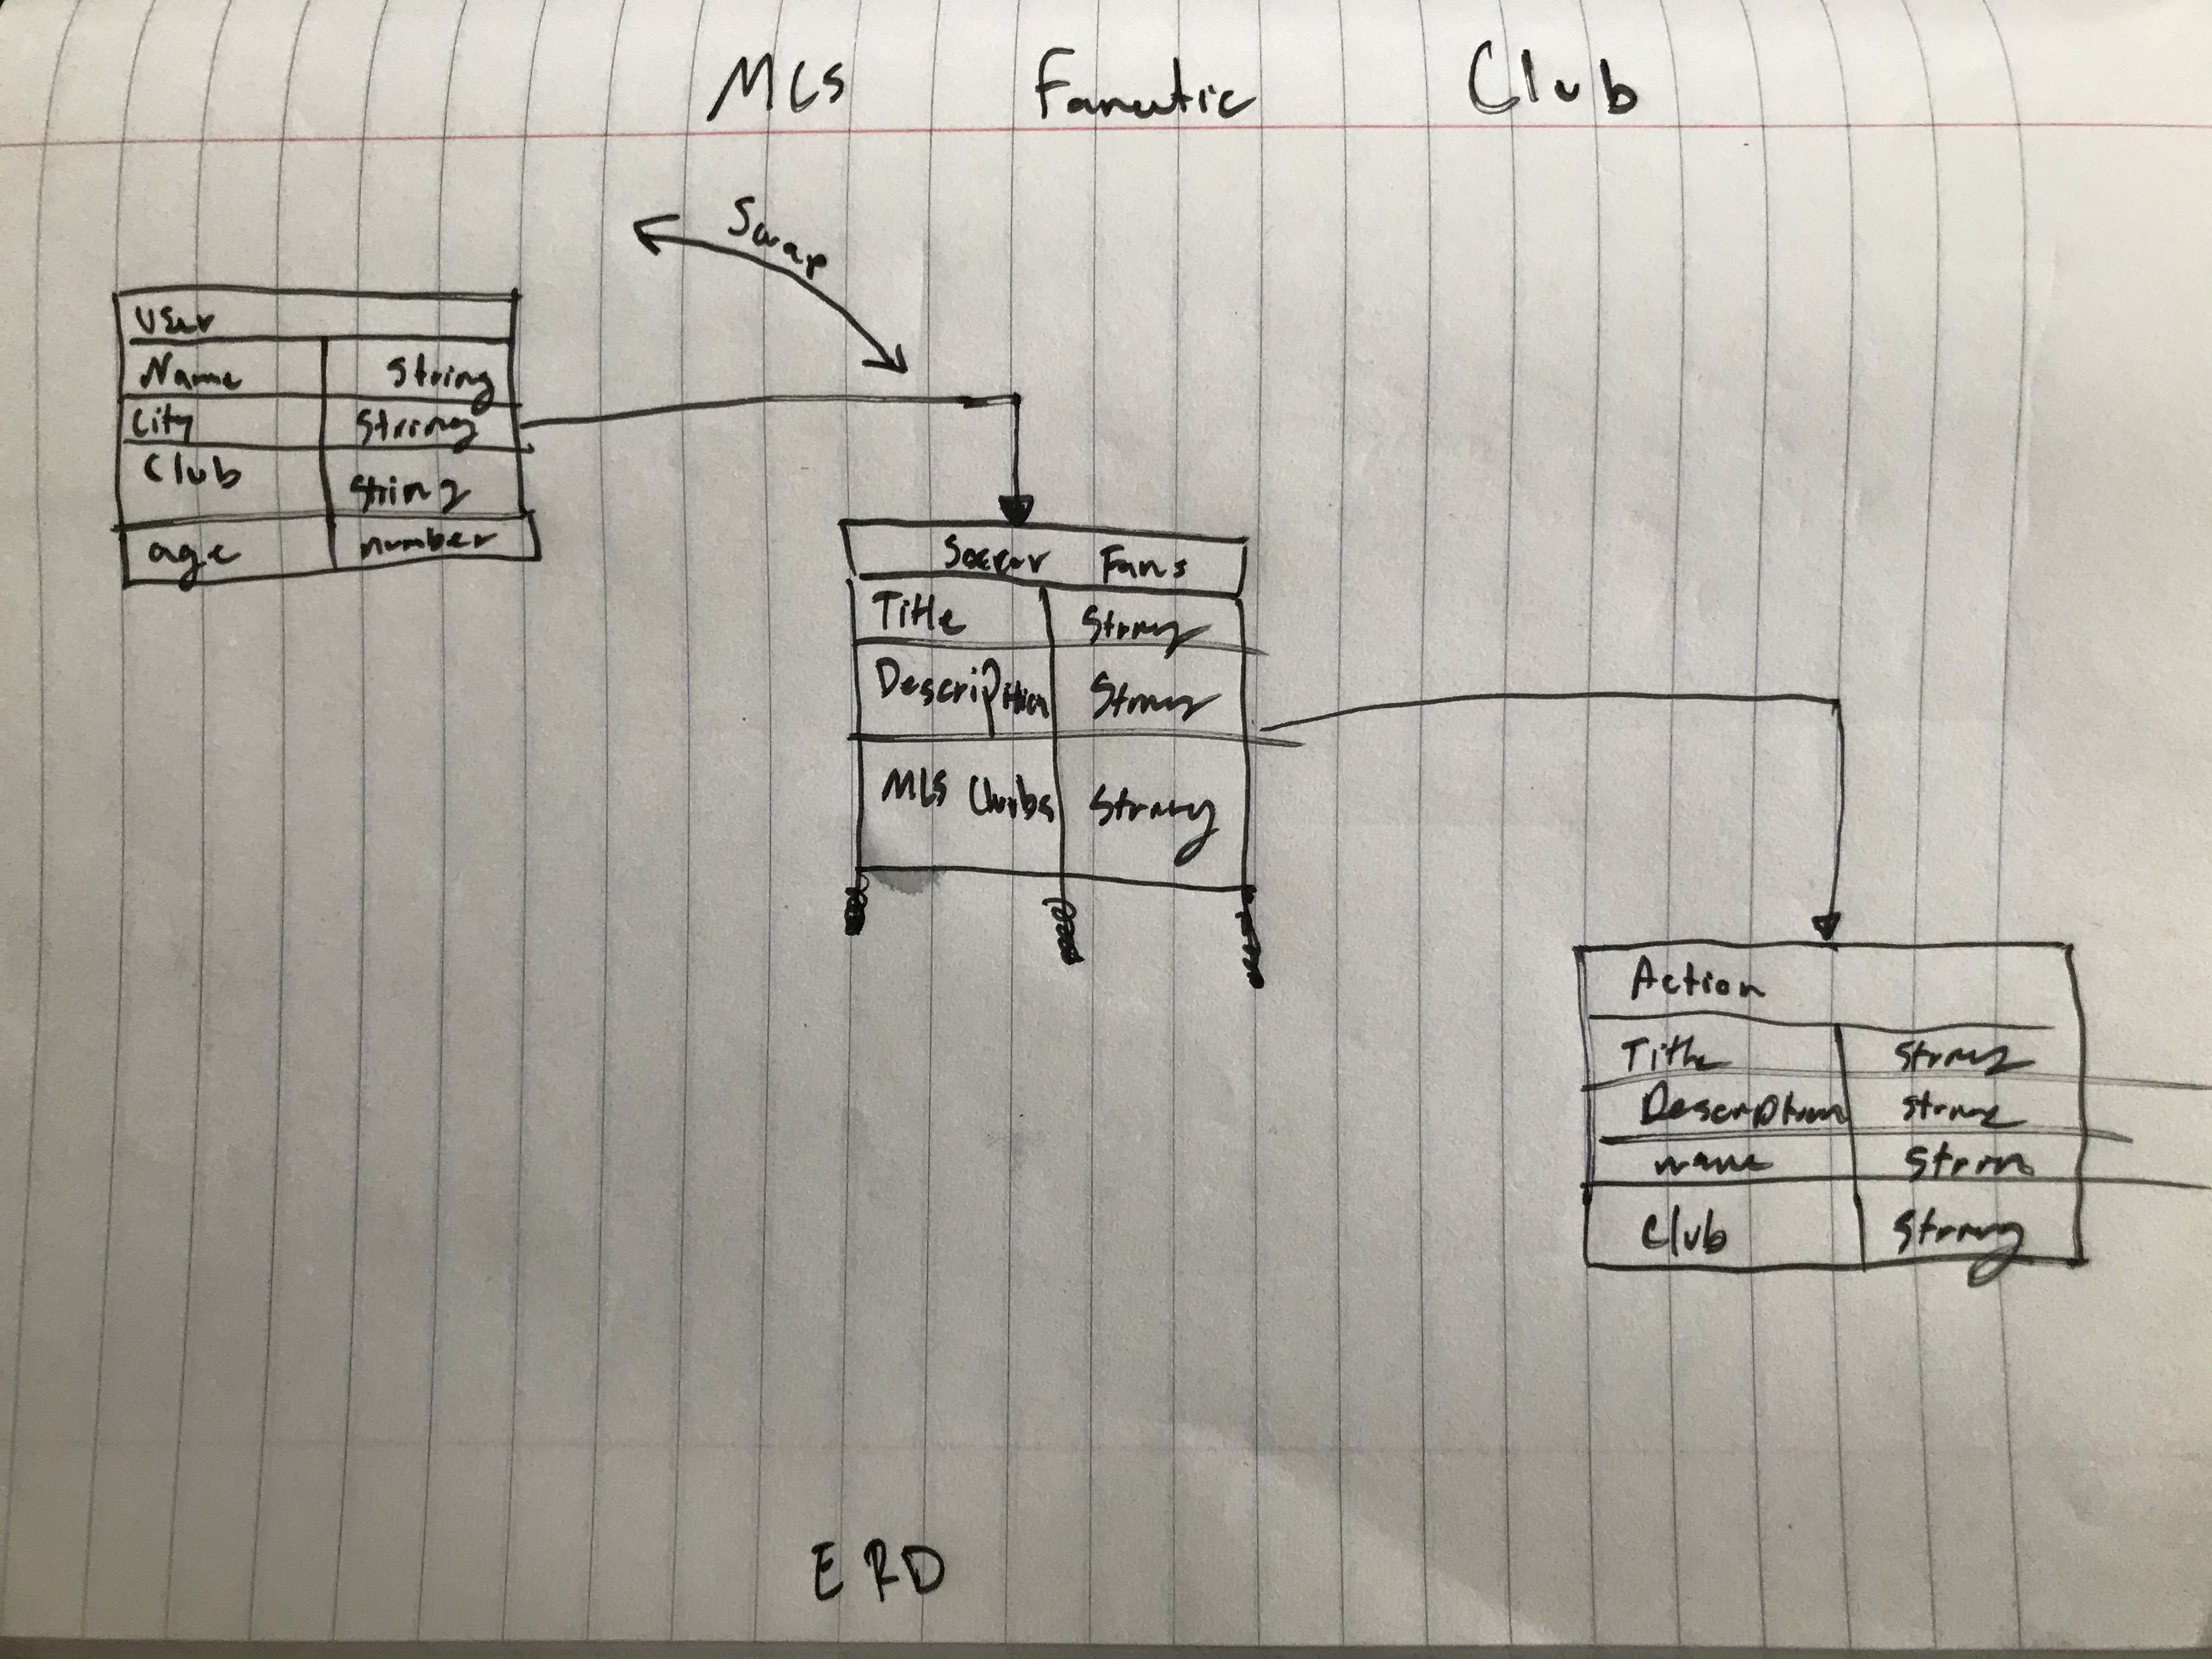 MLS Fanatic Club
Swap
User
Name String
City String
Club String
age number
Soccer Fans
Title String
Description String
MLS Clubs String
Action
Title String
Description String
name Strin
Club String
ERD